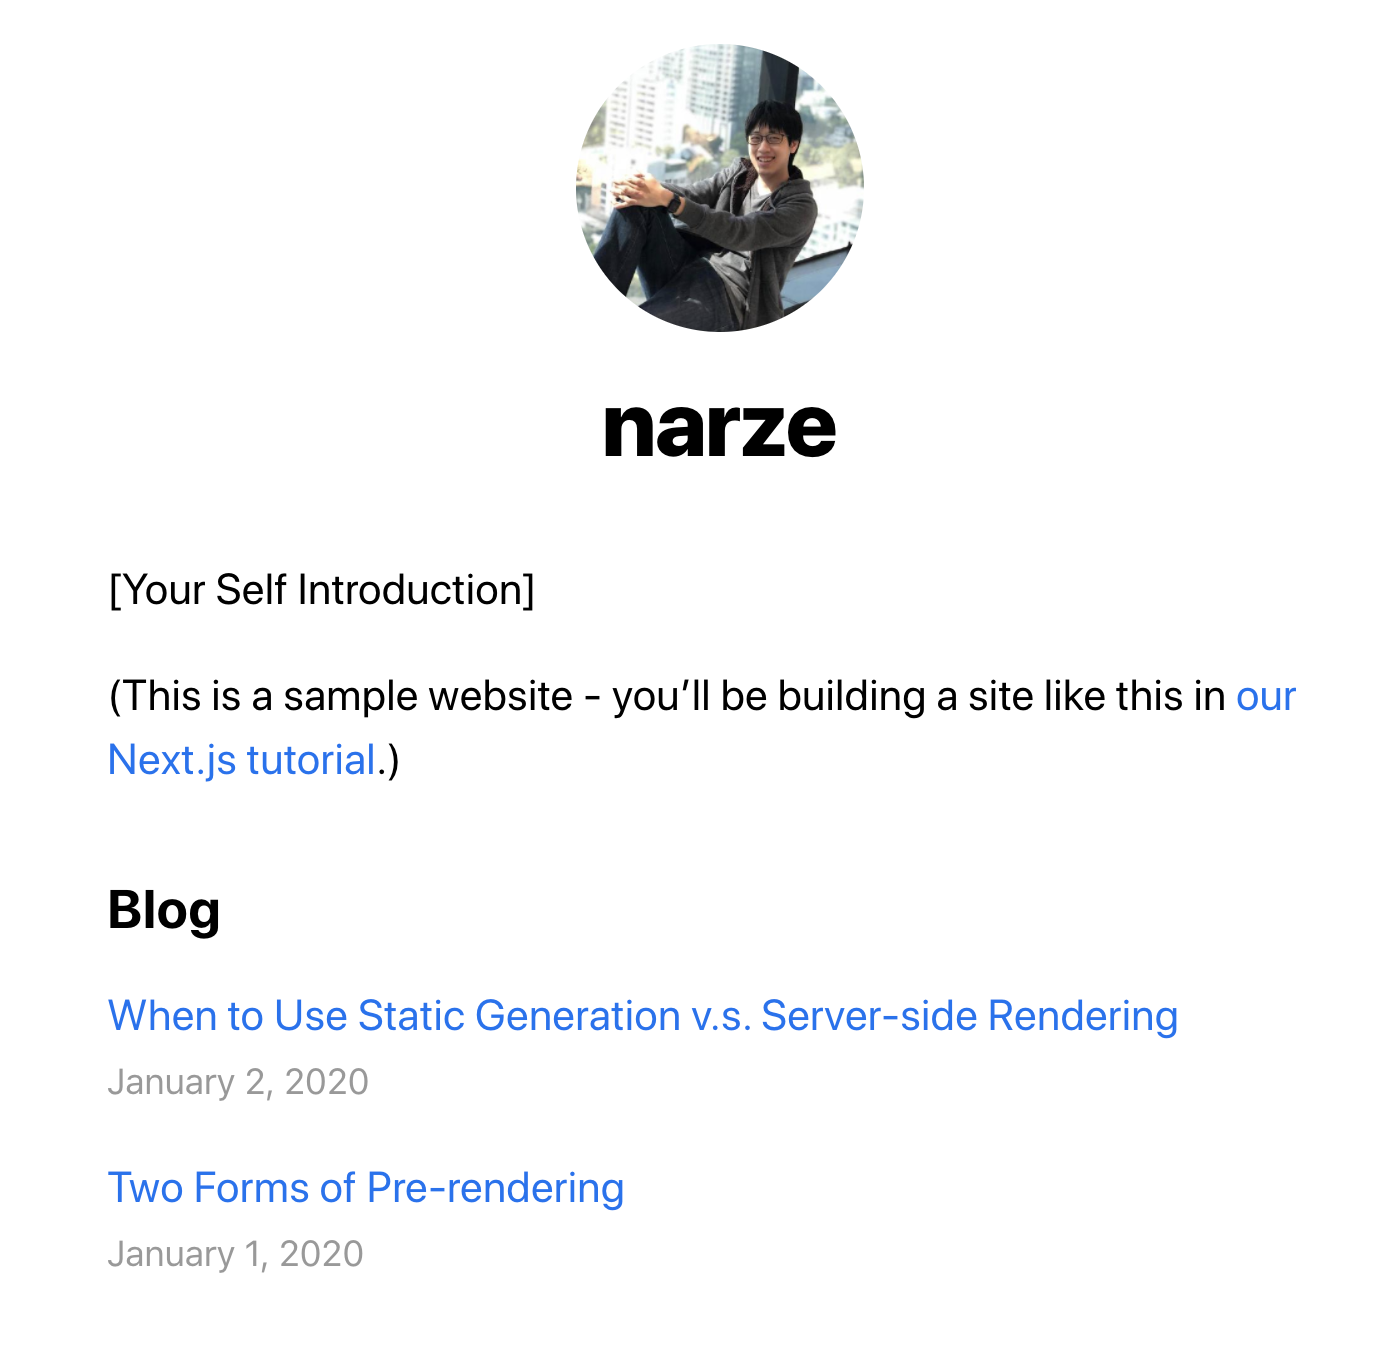 narze
[Your Self Introduction]
(This is a sample website - you’ll be building a site like this in our
Next.js tutorial.)
Blog
When to Use Static Generation v.s. Server-side Rendering
January 2, 2020
Two Forms of Pre-rendering
January 1, 2020